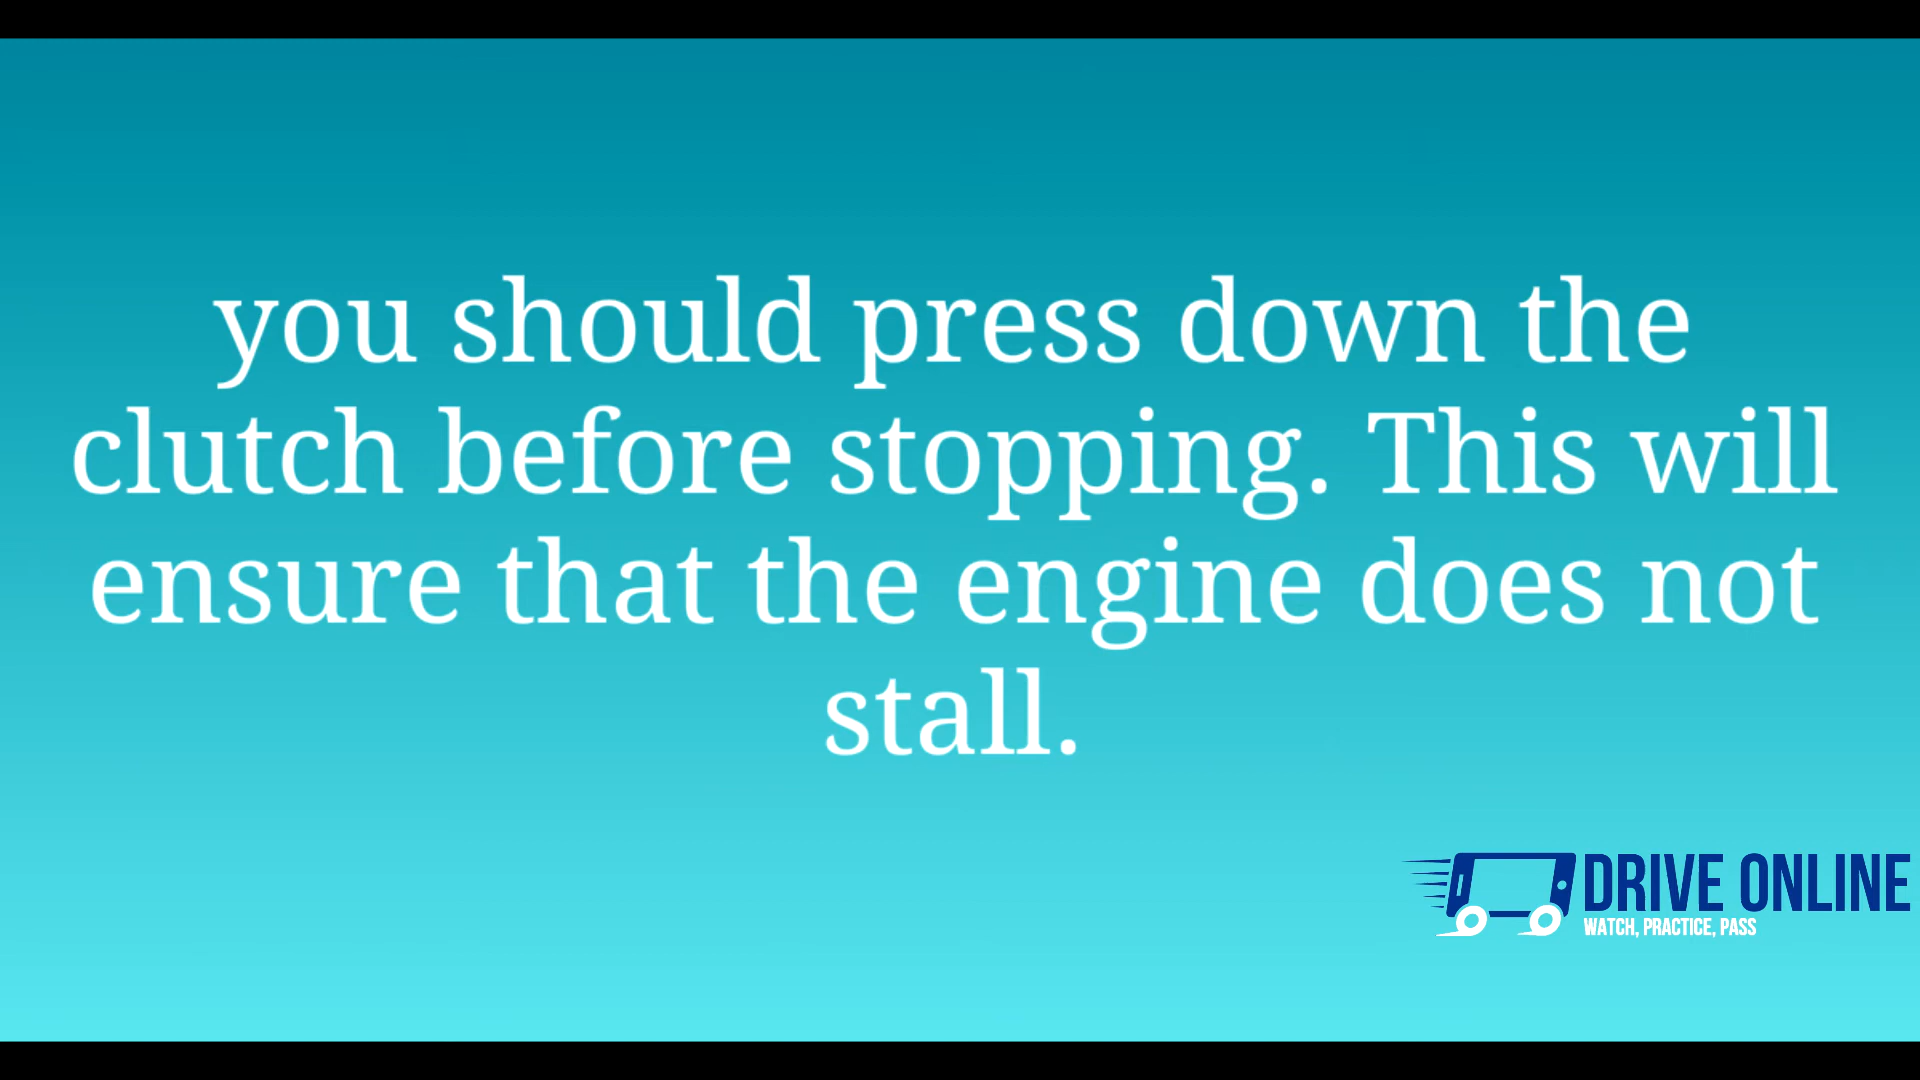 you should press down the
clutch before stopping. This will
ensure that the engine does not
stall.
DRIVE ONLINE
WATCH, PRACTICE, PASS